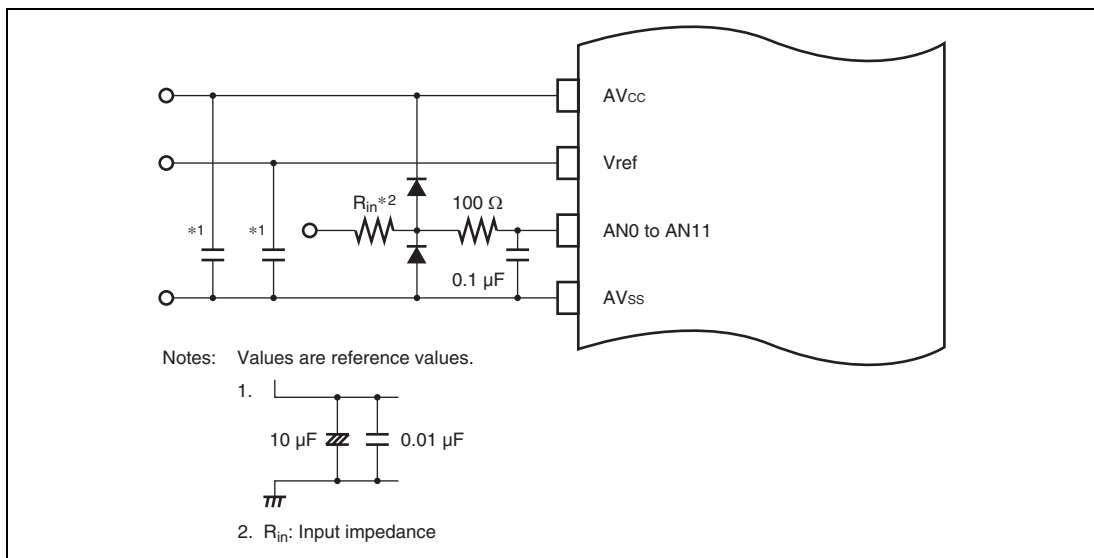 AVcc
Vref
Rin*2
100 Ω
*1
*1
AN0 to AN11
0.1 µF
AVss
Notes: Values are reference values.
1.
10 µF
0.01 µF
2. Rin: Input impedance